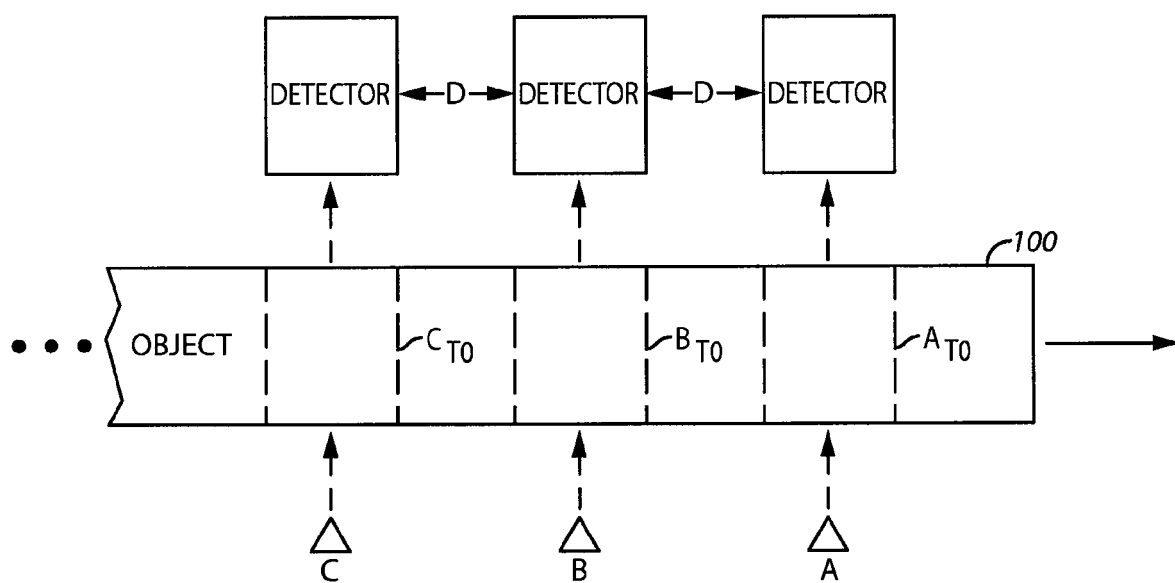 DETECTOR D DETECTOR D DETECTOR
100
OBJECT C T0 B T0 A T0
C B A